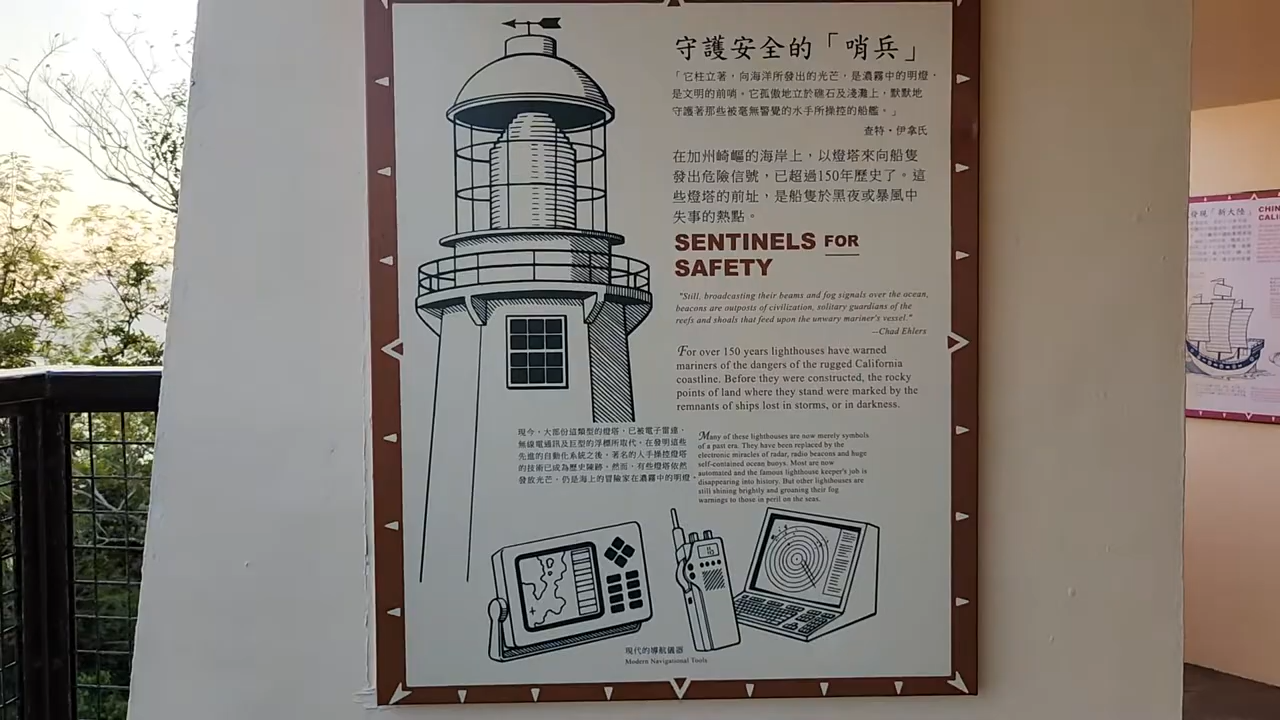 守護安全的「哨兵」
「它柱立著，向海洋所發出的光芒，是濃霧中的明燈，
是文明的前哨。它孤傲地立於礁石及淺灘上，默默地
守護著那些被毫無警覺的水手所操控的船艦。」
查特・伊拿氏
在加州崎嶇的海岸上，以燈塔來向船隻
發出危險信號，已超過150年歷史了。這
些燈塔的前址，是船隻於黑夜或暴風中
失事的熱點。
SENTINELS FOR
SAFETY
"Still, broadcasting their beams and fog signals over the ocean,
beacons are outposts of civilization, solitary guardians of the
reefs and shoals that feed upon the unwary mariner's vessel."
—Chad Ehlers
For over 150 years lighthouses have warned
mariners of the dangers of the rugged California
coastline. Before they were constructed, the rocky
points of land where they stand were marked by the
remnants of ships lost in storms, or in darkness.
現今，大部份這類型的燈塔，已被電子雷達，
無線電通訊及巨型的浮標所取代。在發明這些
先進的自動化系統之後，著名的人手操控燈塔
的技術已成為歷史陳跡。然而，有些燈塔依然
發放光芒，仍是海上的冒險家在濃霧中的明燈。
Many of these lighthouses are now merely symbols
of a past era. They have been replaced by the
electronic miracles of radar, radio beacons and huge
self-contained ocean buoys. Most are now
automated and the famous lighthouse keeper's job is
disappearing into history. But other lighthouses are
still shining brightly and groaning their fog
warnings to those in peril on the seas.
現代的導航儀器
Modern Navigational Tools
發現「新大陸」
CHIN
CALI